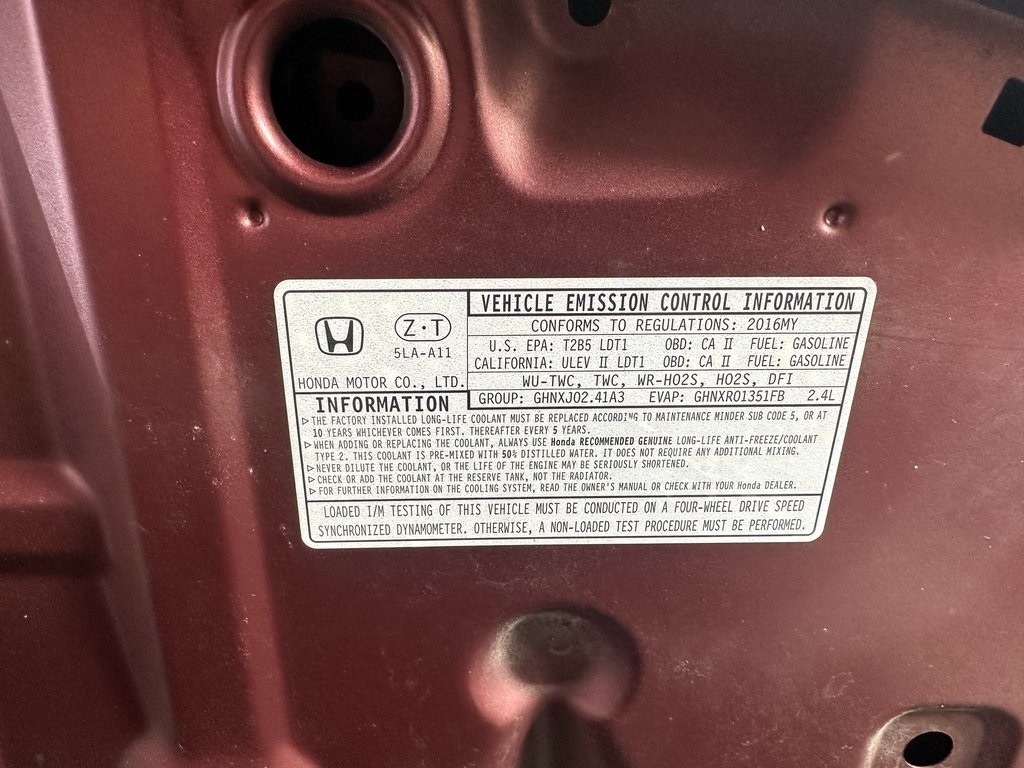 Z·T
5LA-A11
HONDA MOTOR CO., LTD.
VEHICLE EMISSION CONTROL INFORMATION
CONFORMS TO REGULATIONS: 2016MY
U.S. EPA: T2B5 LDT1 OBD: CA II FUEL: GASOLINE
CALIFORNIA: ULEV II LDT1 OBD: CA II FUEL: GASOLINE
WU-TWC, TWC, WR-HO2S, HO2S, DFI
GROUP: GHNXJ02.41A3 EVAP: GHNXR01351FB 2.4L
INFORMATION
▷THE FACTORY INSTALLED LONG-LIFE COOLANT MUST BE REPLACED ACCORDING TO MAINTENANCE MINDER SUB CODE 5, OR AT
10 YEARS WHICHEVER COMES FIRST. THEREAFTER EVERY 5 YEARS.
▷WHEN ADDING OR REPLACING THE COOLANT, ALWAYS USE Honda RECOMMENDED GENUINE LONG-LIFE ANTI-FREEZE/COOLANT
TYPE 2. THIS COOLANT IS PRE-MIXED WITH 50% DISTILLED WATER. IT DOES NOT REQUIRE ANY ADDITIONAL MIXING.
▷NEVER DILUTE THE COOLANT, OR THE LIFE OF THE ENGINE MAY BE SERIOUSLY SHORTENED.
▷CHECK OR ADD THE COOLANT AT THE RESERVE TANK, NOT THE RADIATOR.
▷FOR FURTHER INFORMATION ON THE COOLING SYSTEM, READ THE OWNER'S MANUAL OR CHECK WITH YOUR Honda DEALER.
LOADED I/M TESTING OF THIS VEHICLE MUST BE CONDUCTED ON A FOUR-WHEEL DRIVE SPEED
SYNCHRONIZED DYNAMOMETER. OTHERWISE, A NON-LOADED TEST PROCEDURE MUST BE PERFORMED.